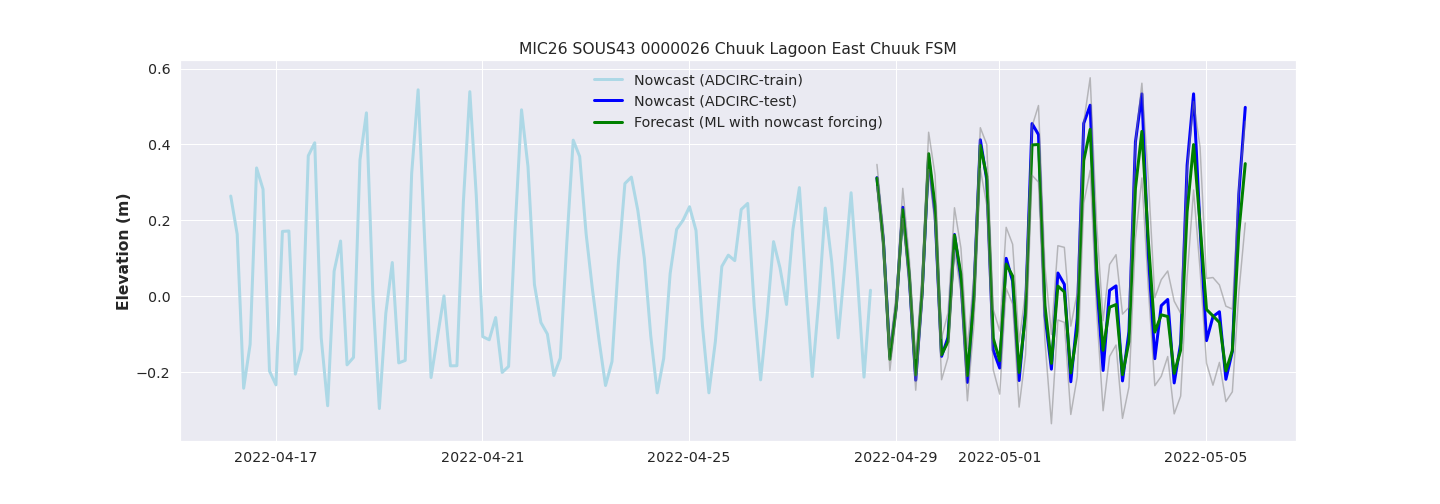 MIC26 SOUS43 0000026 Chuuk Lagoon East Chuuk FSM
Nowcast (ADCIRC-train)
Nowcast (ADCIRC-test)
Forecast (ML with nowcast forcing)
Elevation (m)
0.6
0.4
0.2
0.0
−0.2
2022-04-17
2022-04-21
2022-04-25
2022-04-29
2022-05-01
2022-05-05